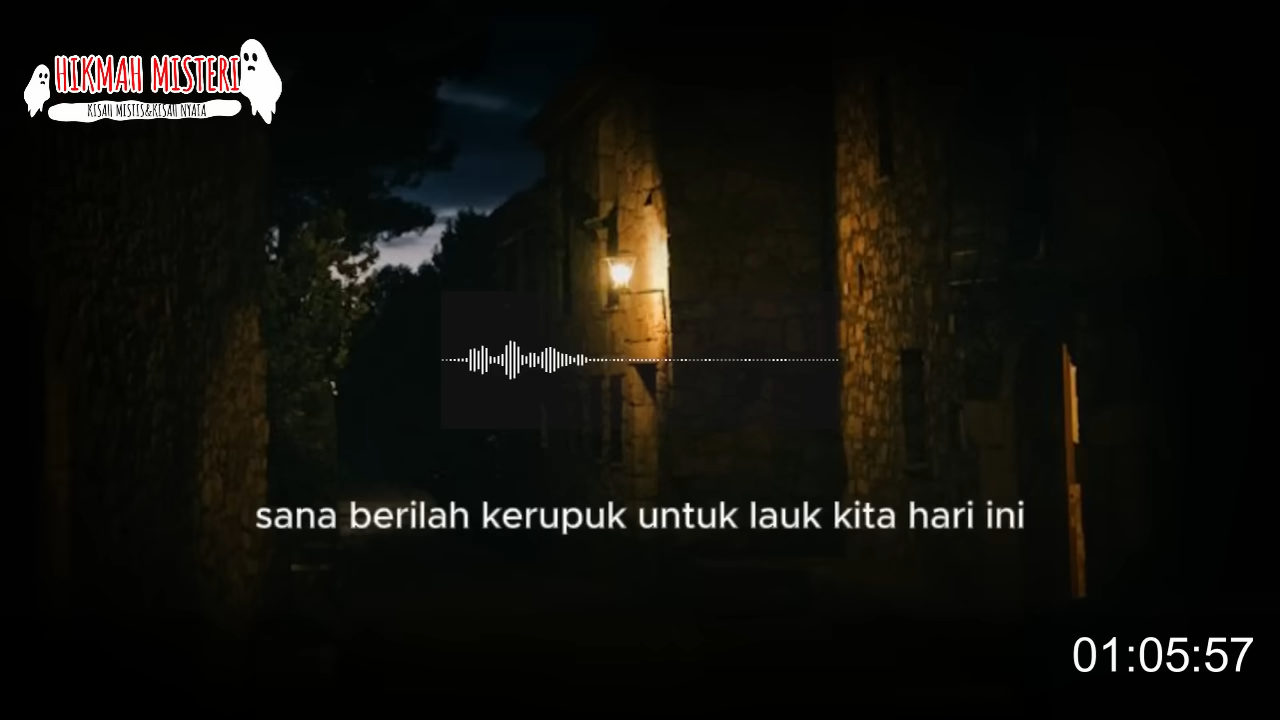 HIKMAH MISTERI
KISAH MISTIS&KISAH NYATA
sana berilah kerupuk untuk lauk kita hari ini
01:05:57